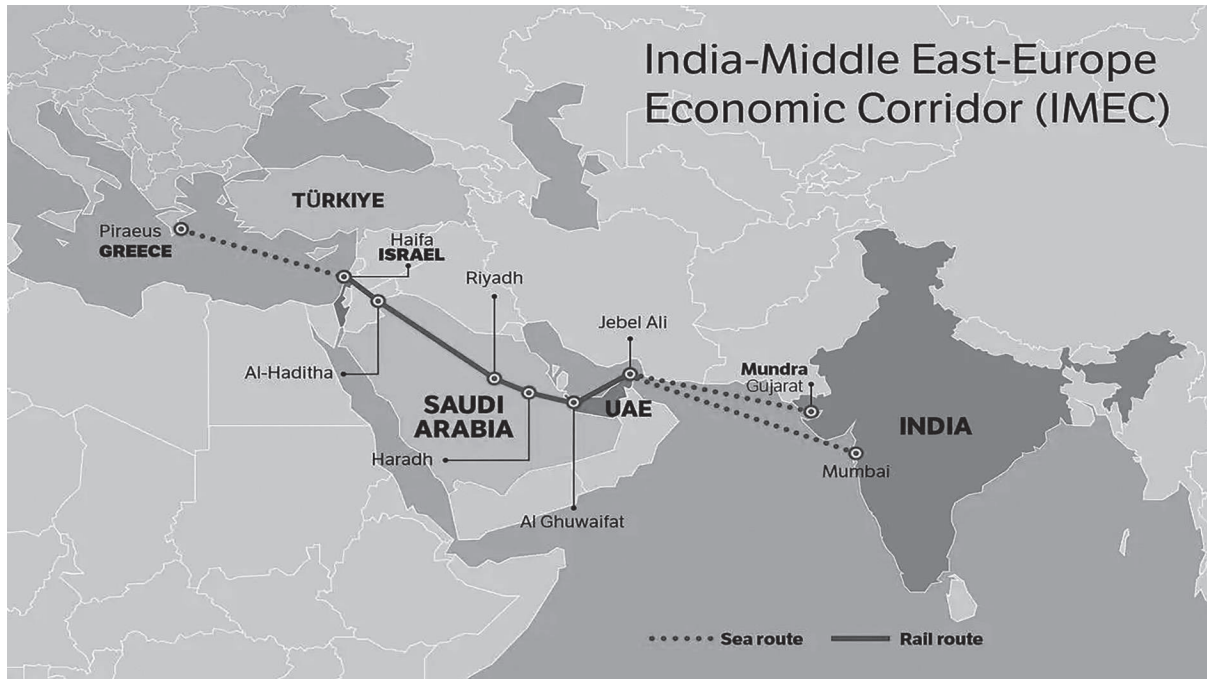 India-Middle East-Europe
Economic Corridor (IMEC)
TÜRKIYE
Piraeus
GREECE
Haifa
ISRAEL
Riyadh
Jebel Ali
Al-Haditha
Mundra
Gujarat
SAUDI
ARABIA
UAE
INDIA
Haradh
Mumbai
Al Ghuwaifat
Sea route
Rail route